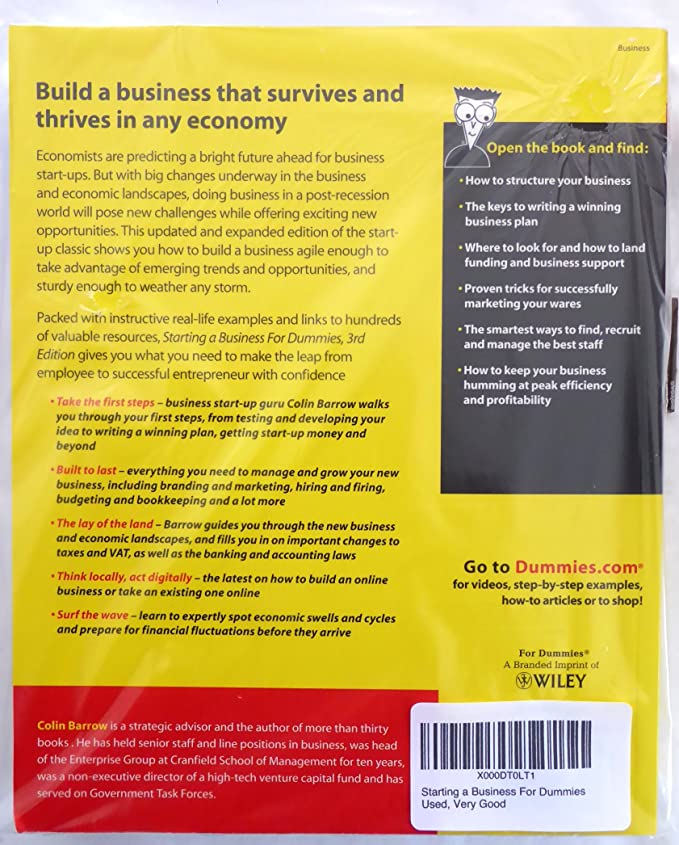 Business
Build a business that survives and
thrives in any economy
Economists are predicting a bright future ahead for business
start-ups. But with big changes underway in the business
and economic landscapes, doing business in a post-recession
world will pose new challenges while offering exciting new
opportunities. This updated and expanded edition of the start-
up classic shows you how to build a business agile enough to
take advantage of emerging trends and opportunities, and
sturdy enough to weather any storm.
Packed with instructive real-life examples and links to hundreds
of valuable resources, Starting a Business For Dummies, 3rd
Edition gives you what you need to make the leap from
employee to successful entrepreneur with confidence
• Take the first steps – business start-up guru Colin Barrow walks
you through your first steps, from testing and developing your
idea to writing a winning plan, getting start-up money and
beyond
• Built to last – everything you need to manage and grow your new
business, including branding and marketing, hiring and firing,
budgeting and bookkeeping and a lot more
• The lay of the land – Barrow guides you through the new business
and economic landscapes, and fills you in on important changes to
taxes and VAT, as well as the banking and accounting laws
• Think locally, act digitally – the latest on how to build an online
business or take an existing one online
• Surf the wave – learn to expertly spot economic swells and cycles
and prepare for financial fluctuations before they arrive
Colin Barrow is a strategic advisor and the author of more than thirty
books . He has held senior staff and line positions in business, was head
of the Enterprise Group at Cranfield School of Management for ten years,
was a non-executive director of a high-tech venture capital fund and has
served on Government Task Forces.
Open the book and find:
• How to structure your business
• The keys to writing a winning
business plan
• Where to look for and how to land
funding and business support
• Proven tricks for successfully
marketing your wares
• The smartest ways to find, recruit
and manage the best staff
• How to keep your business
humming at peak efficiency
and profitability
Go to Dummies.com®
for videos, step-by-step examples,
how-to articles or to shop!
For Dummies®
A Branded Imprint of
WILEY
X000DT0LT1
Starting a Business For Dummies
Used, Very Good